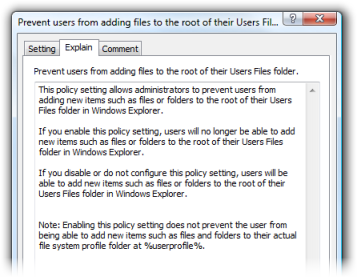 Prevent users from adding files to the root of their Users Fil...
Setting Explain Comment
Prevent users from adding files to the root of their Users Files folder.
This policy setting allows administrators to prevent users from
adding new items such as files or folders to the root of their Users
Files folder in Windows Explorer.
If you enable this policy setting, users will no longer be able to add
new items such as files or folders to the root of their Users Files
folder in Windows Explorer.
If you disable or do not configure this policy setting, users will be
able to add new items such as files or folders to the root of their
Users Files folder in Windows Explorer.
Note: Enabling this policy setting does not prevent the user from
being able to add new items such as files and folders to their actual
file system profile folder at %userprofile%.